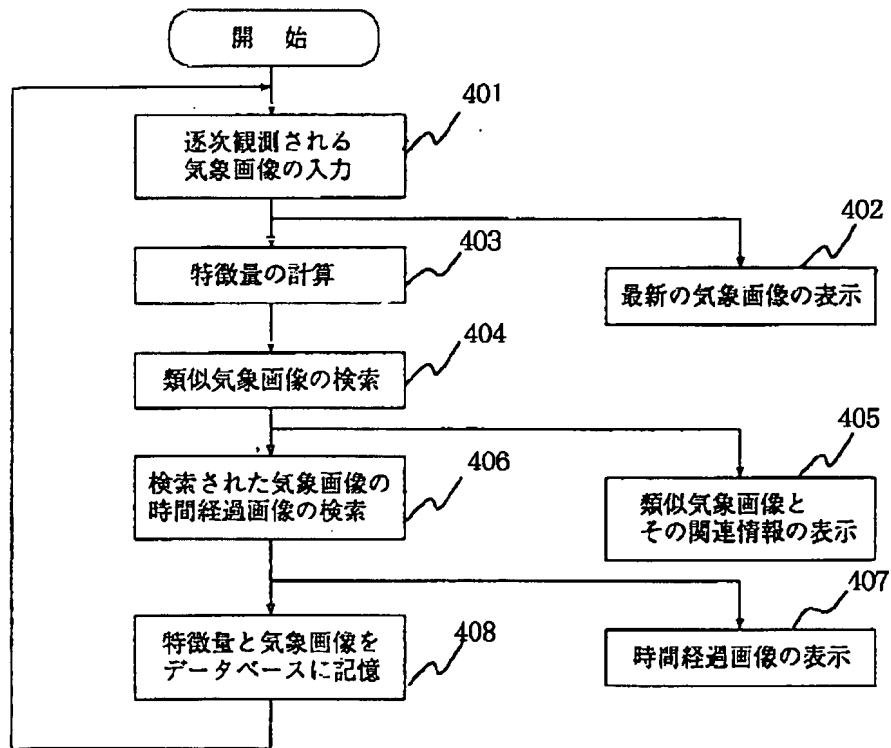 開 始
401
逐次観測される
気象画像の入力
402
403
特徴量の計算
最新の気象画像の表示
404
類似気象画像の検索
405
406
検索された気象画像の
時間経過画像の検索
類似気象画像と
その関連情報の表示
407
408
特徴量と気象画像を
データベースに記憶
時間経過画像の表示